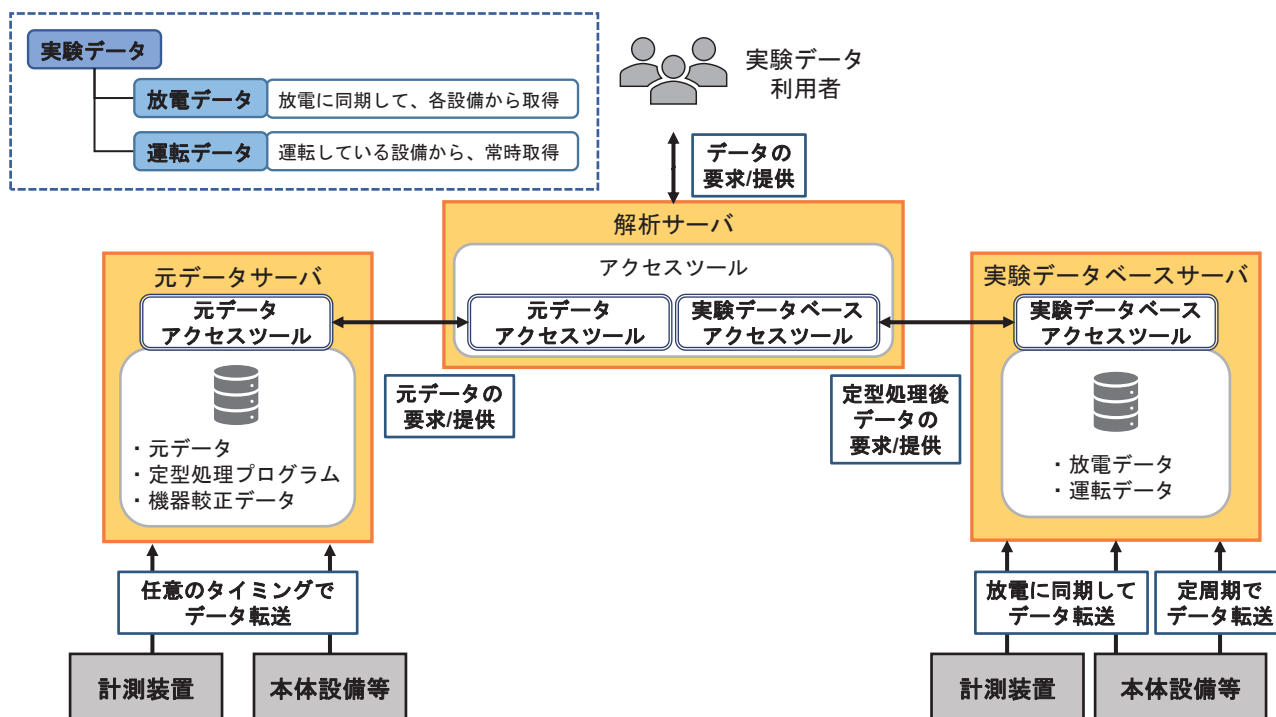 実験データ
放電データ
放電に同期して、各設備から取得
運転データ
運転している設備から、常時取得
実験データ
利用者
データの
要求/提供
解析サーバ
アクセスツール
元データ
アクセスツール
実験データベース
アクセスツール
元データサーバ
元データ
アクセスツール
・元データ
・定型処理プログラム
・機器較正データ
元データの
要求/提供
定型処理後
データの
要求/提供
実験データベースサーバ
実験データベース
アクセスツール
・放電データ
・運転データ
任意のタイミングで
データ転送
計測装置
本体設備等
放電に同期して
データ転送
定周期で
データ転送
計測装置
本体設備等